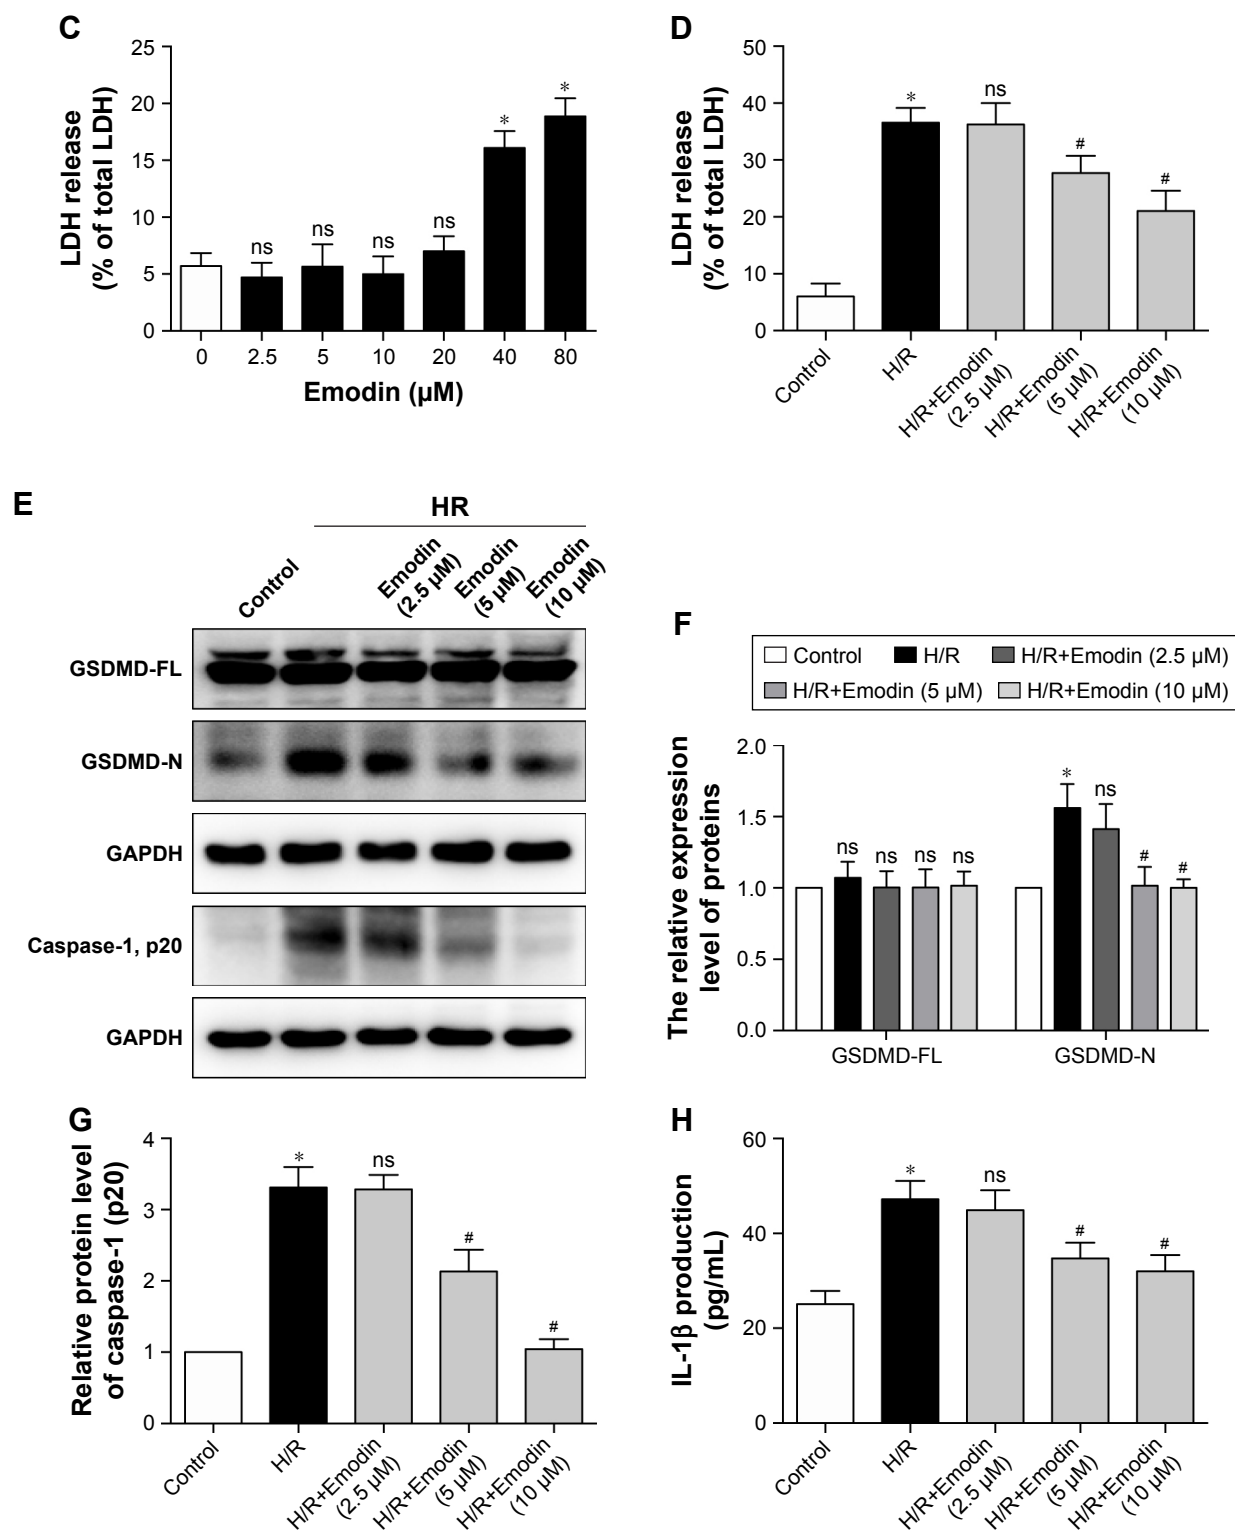 C
LDH release
(% of total LDH)
25
20
15
10
5
0
ns
ns
ns
ns
*
*
0 2.5 5 10 20 40 80
Emodin (µM)
D
LDH release
(% of total LDH)
50
40
30
20
10
0
*
ns
#
#
Control
H/R
H/R+Emodin
(2.5 µM)
H/R+Emodin
(5 µM)
H/R+Emodin
(10 µM)
E
HR
Control
Emodin
(2.5 µM)
Emodin
(5 µM)
Emodin
(10 µM)
GSDMD-FL
GSDMD-N
GAPDH
Caspase-1, p20
GAPDH
F
Control H/R H/R+Emodin (2.5 µM)
H/R+Emodin (5 µM) H/R+Emodin (10 µM)
The relative expression
level of proteins
2.0
1.5
1.0
0.5
0.0
ns
ns
ns
ns
*
ns
#
#
GSDMD-FL GSDMD-N
G
Relative protein level
of caspase-1 (p20)
4
3
2
1
0
*
ns
#
#
Control
H/R
H/R+Emodin
(2.5 µM)
H/R+Emodin
(5 µM)
H/R+Emodin
(10 µM)
H
IL-1β production
(pg/mL)
60
40
20
0
*
ns
#
#
Control
H/R
H/R+Emodin
(2.5 µM)
H/R+Emodin
(5 µM)
H/R+Emodin
(10 µM)